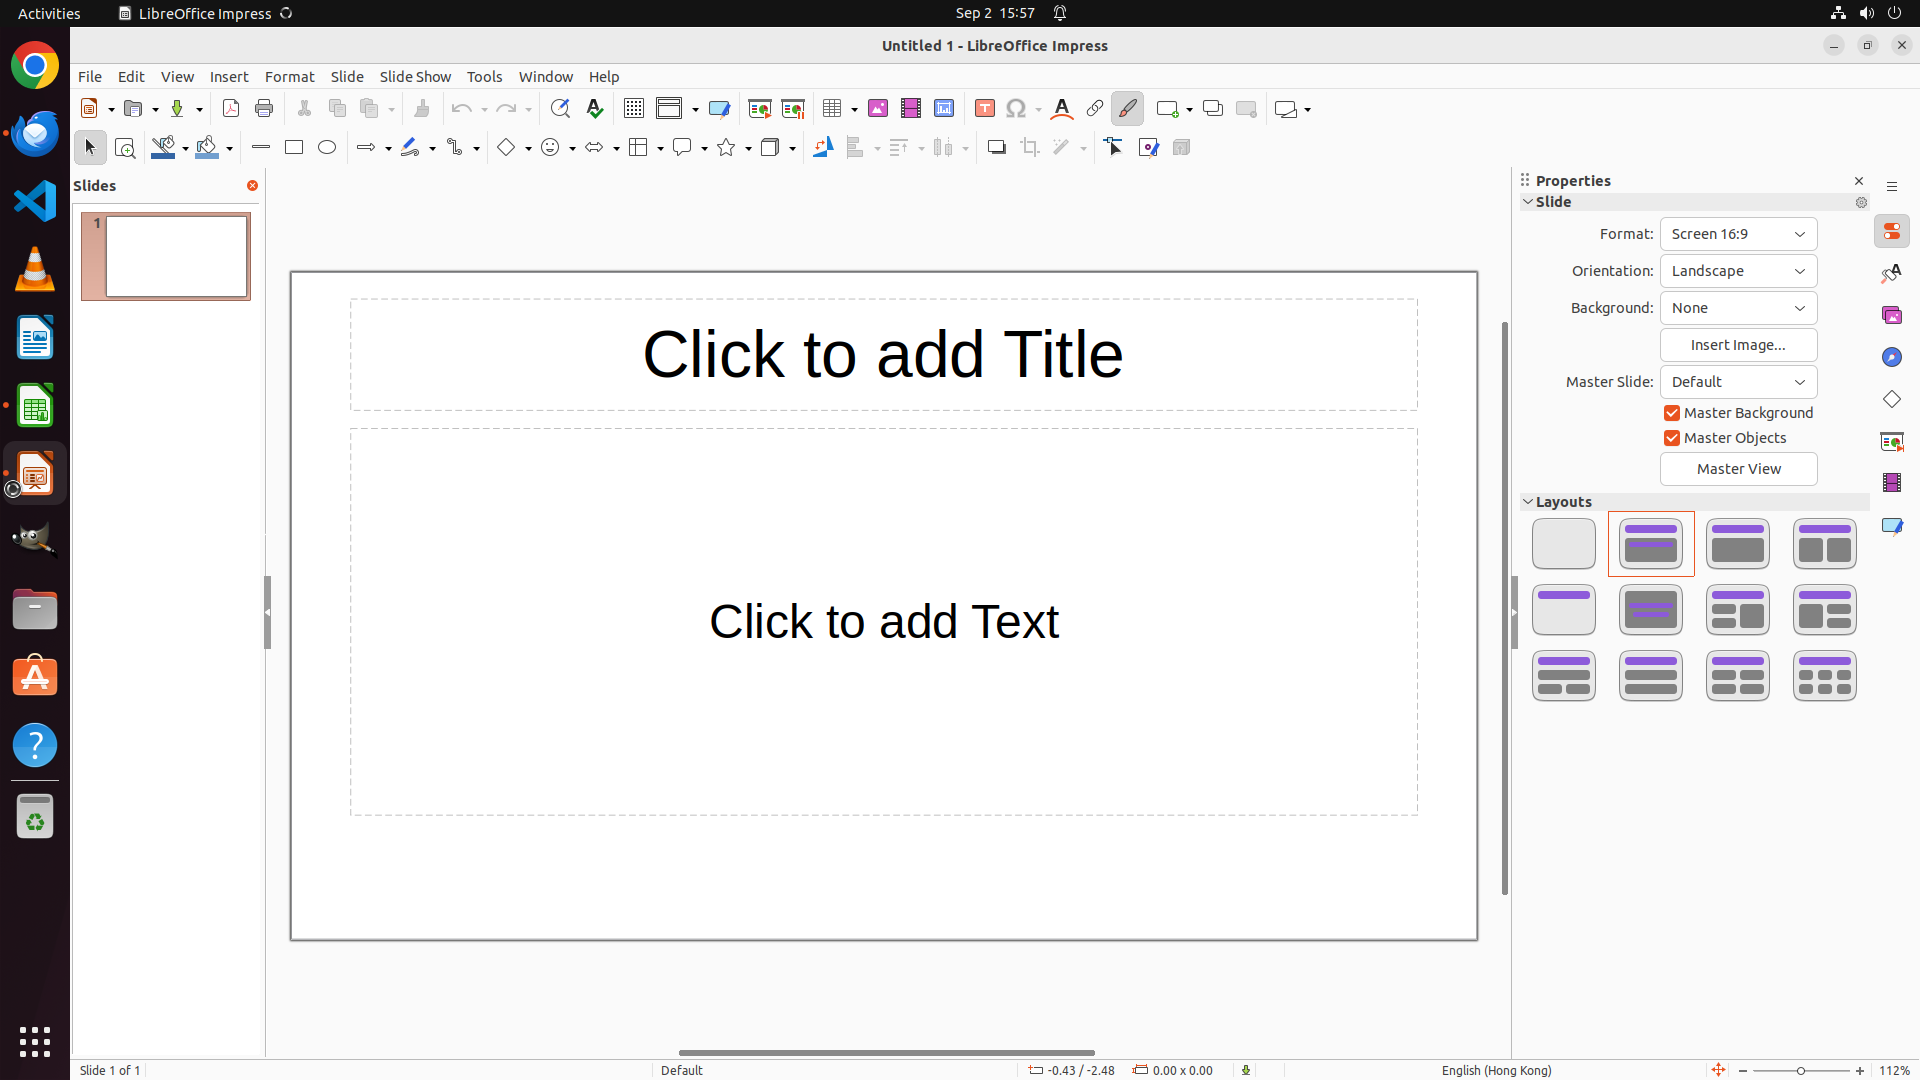 Activities
LibreOffice Impress
Sep 2 15:57
Untitled 1 - LibreOffice Impress
File Edit View Insert Format Slide Slide Show Tools Window Help
Slides
1
Click to add Title
Click to add Text
Properties
Slide
Format: Screen 16:9
Orientation: Landscape
Background: None
Insert Image...
Master Slide: Default
Master Background
Master Objects
Master View
Layouts
Slide 1 of 1
Default
-0.43 / -2.48
0.00 x 0.00
English (Hong Kong)
112%